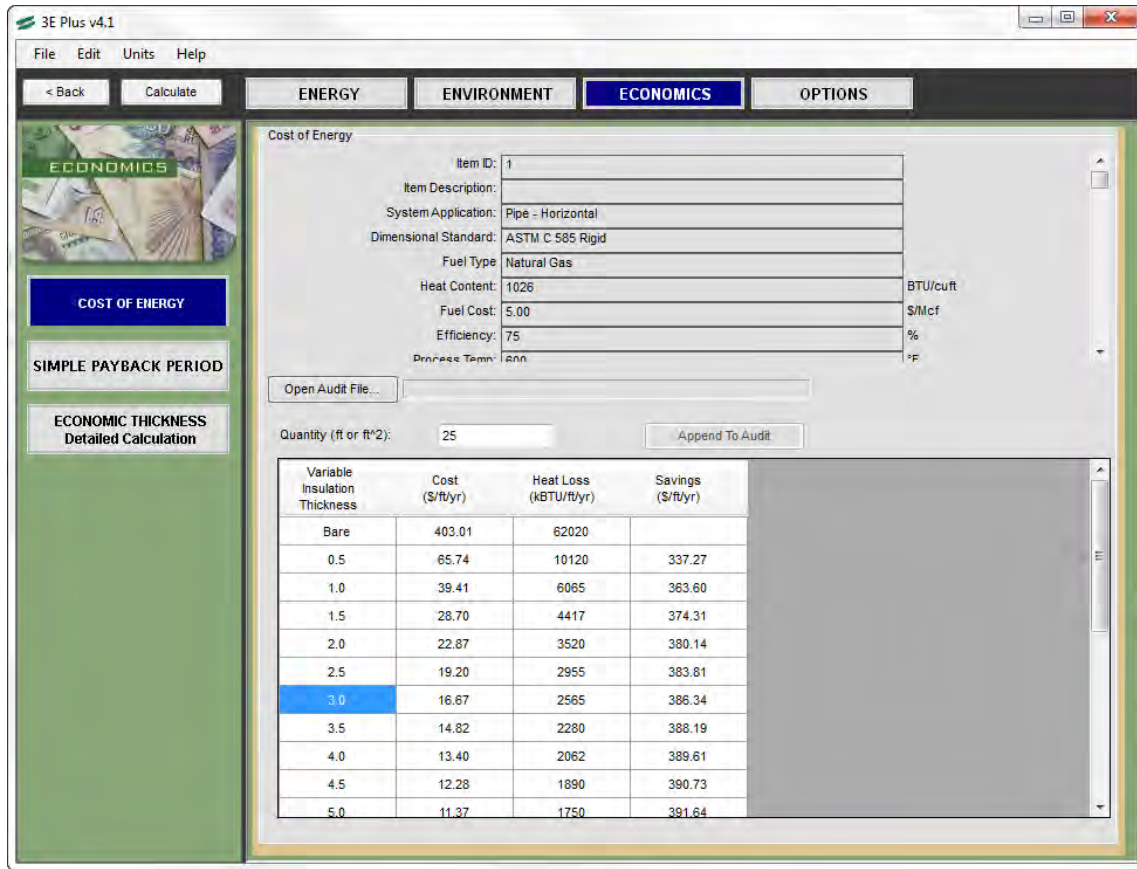 3E Plus v4.1
File Edit Units Help
< Back Calculate ENERGY ENVIRONMENT ECONOMICS OPTIONS
ECONOMICS
COST OF ENERGY
SIMPLE PAYBACK PERIOD
ECONOMIC THICKNESS
Detailed Calculation
Cost of Energy
Item ID: 1
Item Description:
System Application: Pipe - Horizontal
Dimensional Standard: ASTM C 585 Rigid
Fuel Type Natural Gas
Heat Content: 1026 BTU/cuft
Fuel Cost: 5.00 $/Mcf
Efficiency: 75 %
Process Temp: 600 °F
Open Audit File...
Quantity (ft or ft^2): 25 Append To Audit
Variable Insulation Thickness Cost ($/ft/yr) Heat Loss (kBTU/ft/yr) Savings ($/ft/yr)
Bare 403.01 62020
0.5 65.74 10120 337.27
1.0 39.41 6065 363.60
1.5 28.70 4417 374.31
2.0 22.87 3520 380.14
2.5 19.20 2955 383.81
3.0 16.67 2565 386.34
3.5 14.82 2280 388.19
4.0 13.40 2062 389.61
4.5 12.28 1890 390.73
5.0 11.37 1750 391.64